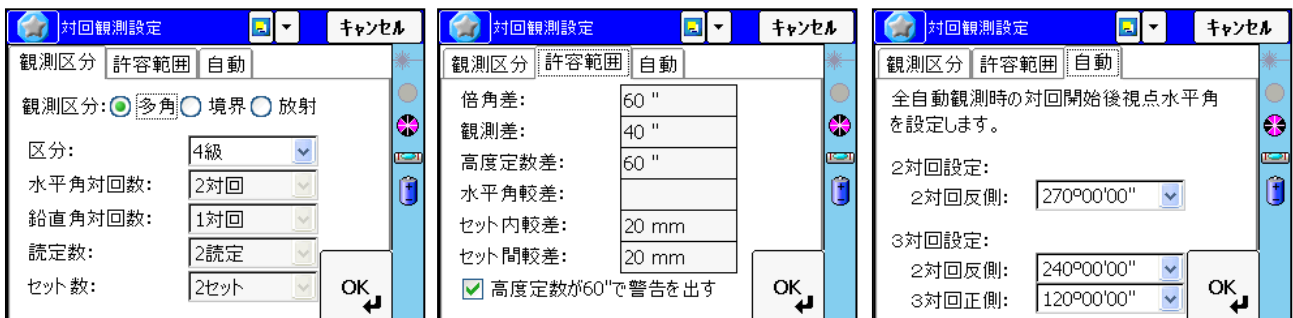 対回観測設定
キャンセル
観測区分 許容範囲 自動
観測区分: 多角 境界 放射
区分: 4級
水平角対回数: 2対回
鉛直角対回数: 1対回
読定数: 2読定
セット数: 2セット
OK
対回観測設定
キャンセル
観測区分 許容範囲 自動
倍角差: 60 "
観測差: 40 "
高度定数差: 60 "
水平角較差:
セット内較差: 20 mm
セット間較差: 20 mm
高度定数が60"で警告を出す
OK
対回観測設定
キャンセル
観測区分 許容範囲 自動
全自動観測時の対回開始後視点水平角
を設定します。
2対回設定:
2対回反側: 270º00'00"
3対回設定:
2対回反側: 240º00'00"
3対回正側: 120º00'00"
OK